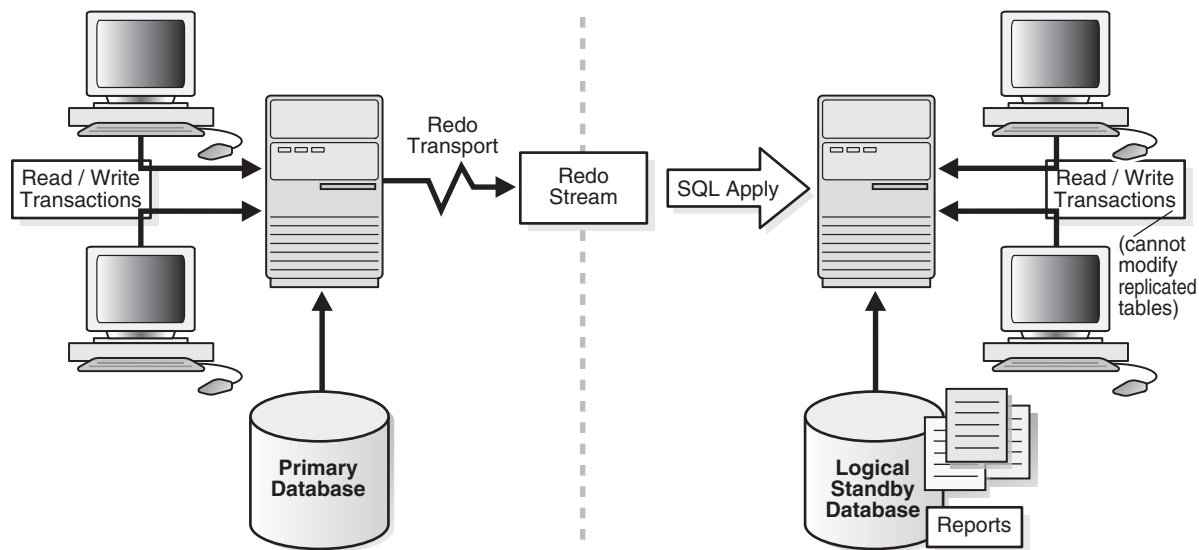 Read / Write
Transactions
Redo
Transport
Redo
Stream
SQL Apply
Read / Write
Transactions
(cannot
modify
replicated
tables)
Primary
Database
Logical
Standby
Database
Reports